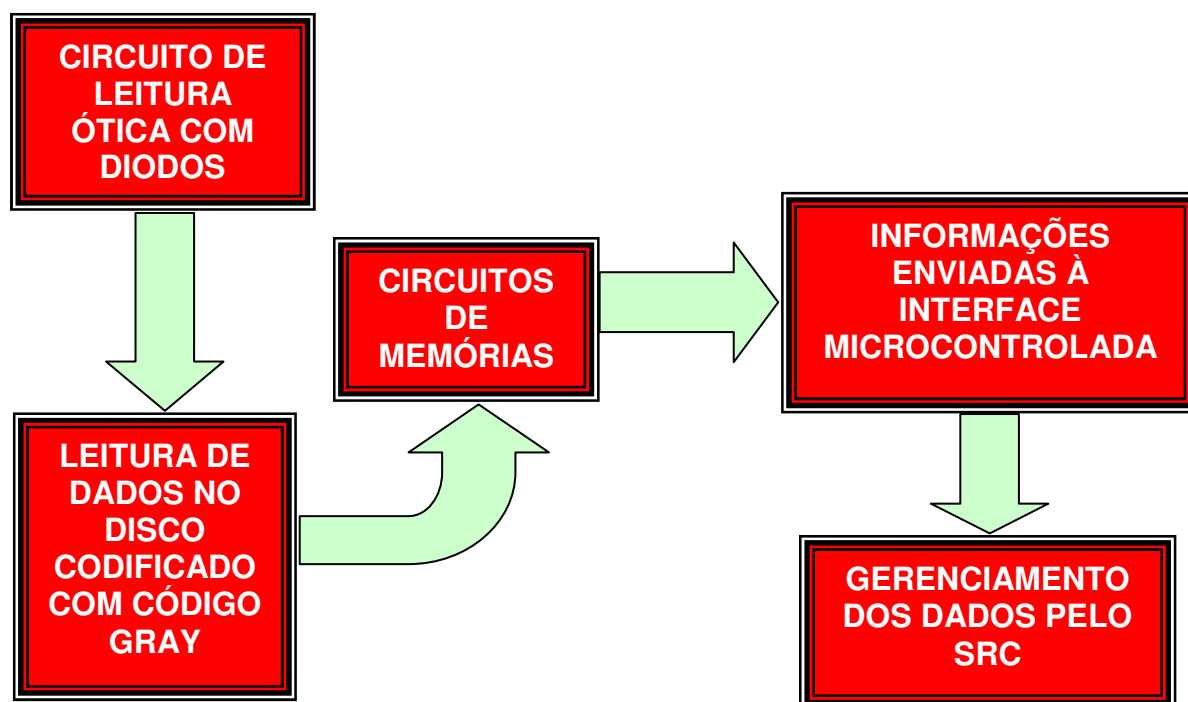 CIRCUITO DE
LEITURA
ÓTICA COM
DIODOS
LEITURA DE
DADOS NO
DISCO
CODIFICADO
COM CÓDIGO
GRAY
CIRCUITOS
DE
MEMÓRIAS
INFORMAÇÕES
ENVIADAS À
INTERFACE
MICROCONTROLADA
GERENCIAMENTO
DOS DADOS PELO
SRC